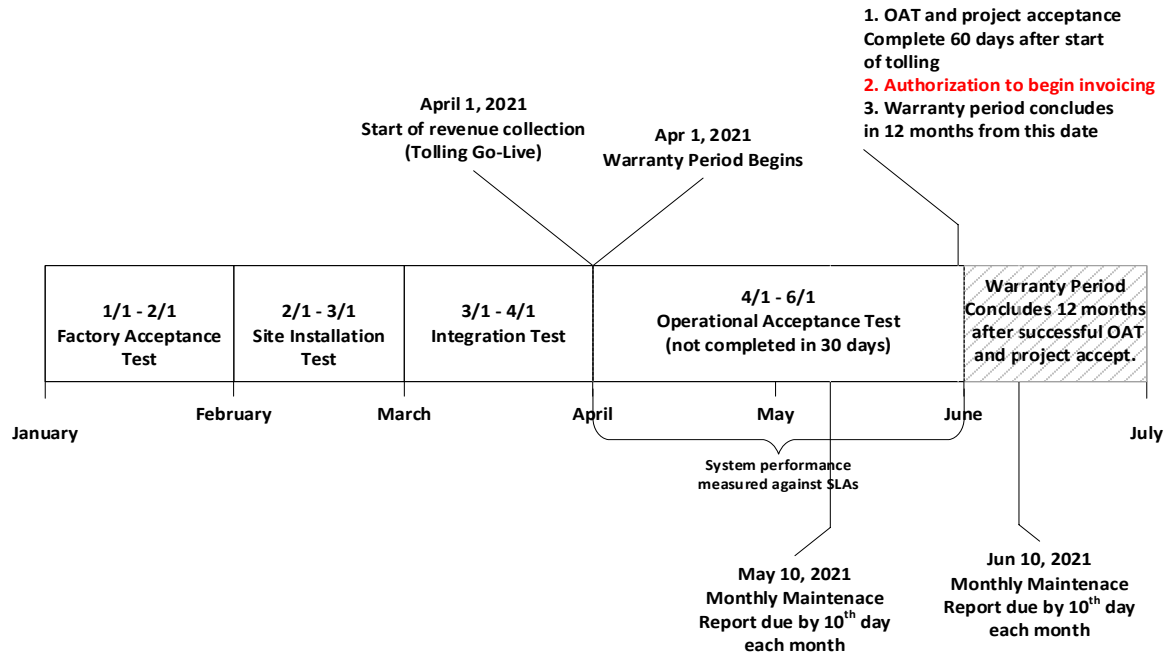 1. OAT and project acceptance
Complete 60 days after start
of tolling
2. Authorization to begin invoicing
3. Warranty period concludes
in 12 months from this date
April 1, 2021
Start of revenue collection
(Tolling Go-Live)
Apr 1, 2021
Warranty Period Begins
1/1 - 2/1
Factory Acceptance
Test
2/1 - 3/1
Site Installation
Test
3/1 - 4/1
Integration Test
4/1 - 6/1
Operational Acceptance Test
(not completed in 30 days)
Warranty Period
Concludes 12 months
after successful OAT
and project accept.
January
February
March
April
May
June
July
System performance
measured against SLAs
May 10, 2021
Monthly Maintenace
Report due by 10th day
each month
Jun 10, 2021
Monthly Maintenace
Report due by 10th day
each month